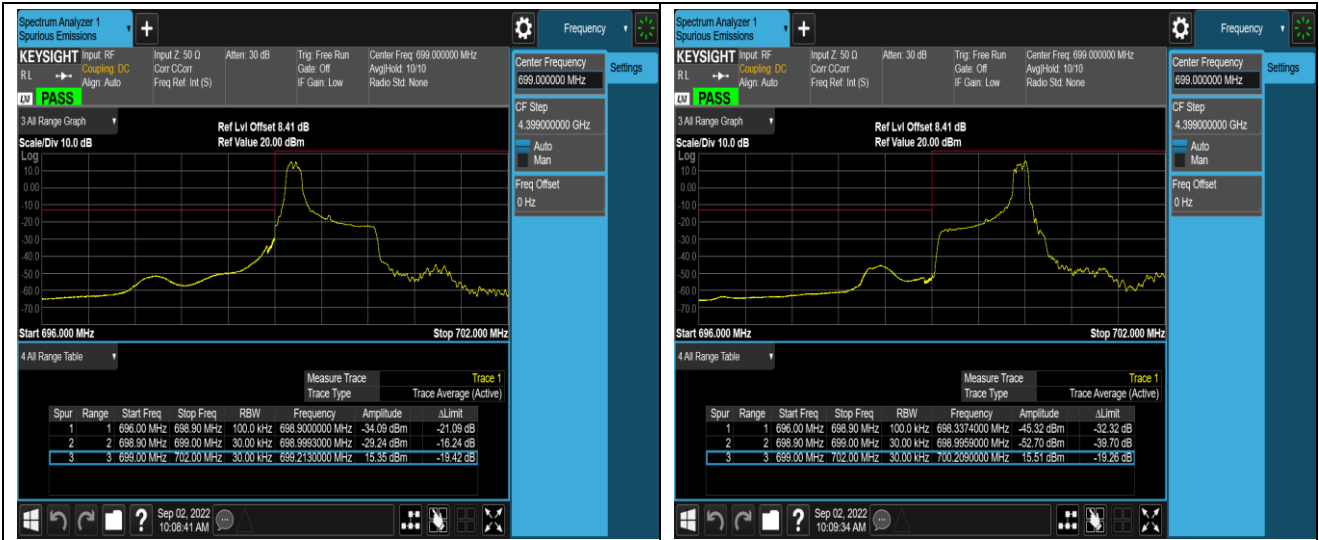 Spectrum Analyzer 1
Spurious Emissions
+
Frequency
KEYSIGHT Input: RF Input Z: 50 Ω Atten: 30 dB Trig: Free Run Center Freq: 699.000000 MHz
Coupling: DC Corr CCorr Gate: Off Avg|Hold: 10/10
RL Align: Auto Freq Ref: Int (S) IF Gain: Low Radio Std: None
LXI PASS
Center Frequency
699.000000 MHz
Settings
CF Step
4.399000000 GHz
Auto
Man
Freq Offset
0 Hz
3 All Range Graph
Ref Lvl Offset 8.41 dB
Scale/Div 10.0 dB Ref Value 20.00 dBm
Log
10.0
0.00
-10.0
-20.0
-30.0
-40.0
-50.0
-60.0
-70.0
Start 696.000 MHz Stop 702.000 MHz
4 All Range Table
Measure Trace Trace 1
Trace Type Trace Average (Active)
Spur Range Start Freq Stop Freq RBW Frequency Amplitude ΔLimit
1 1 696.00 MHz 698.90 MHz 100.0 kHz 698.9000000 MHz -34.09 dBm -21.09 dB
2 2 698.90 MHz 699.00 MHz 30.00 kHz 698.9993000 MHz -29.24 dBm -16.24 dB
3 3 699.00 MHz 702.00 MHz 30.00 kHz 699.2130000 MHz 15.35 dBm -19.42 dB
?
Sep 02, 2022
10:08:41 AM
Spectrum Analyzer 1
Spurious Emissions
+
Frequency
KEYSIGHT Input: RF Input Z: 50 Ω Atten: 30 dB Trig: Free Run Center Freq: 699.000000 MHz
Coupling: DC Corr CCorr Gate: Off Avg|Hold: 10/10
RL Align: Auto Freq Ref: Int (S) IF Gain: Low Radio Std: None
LXI PASS
Center Frequency
699.000000 MHz
Settings
CF Step
4.399000000 GHz
Auto
Man
Freq Offset
0 Hz
3 All Range Graph
Ref Lvl Offset 8.41 dB
Scale/Div 10.0 dB Ref Value 20.00 dBm
Log
10.0
0.00
-10.0
-20.0
-30.0
-40.0
-50.0
-60.0
-70.0
Start 696.000 MHz Stop 702.000 MHz
4 All Range Table
Measure Trace Trace 1
Trace Type Trace Average (Active)
Spur Range Start Freq Stop Freq RBW Frequency Amplitude ΔLimit
1 1 696.00 MHz 698.90 MHz 100.0 kHz 698.3374000 MHz -45.32 dBm -32.32 dB
2 2 698.90 MHz 699.00 MHz 30.00 kHz 698.9959000 MHz -52.70 dBm -39.70 dB
3 3 699.00 MHz 702.00 MHz 30.00 kHz 700.2090000 MHz 15.51 dBm -19.26 dB
?
Sep 02, 2022
10:09:34 AM